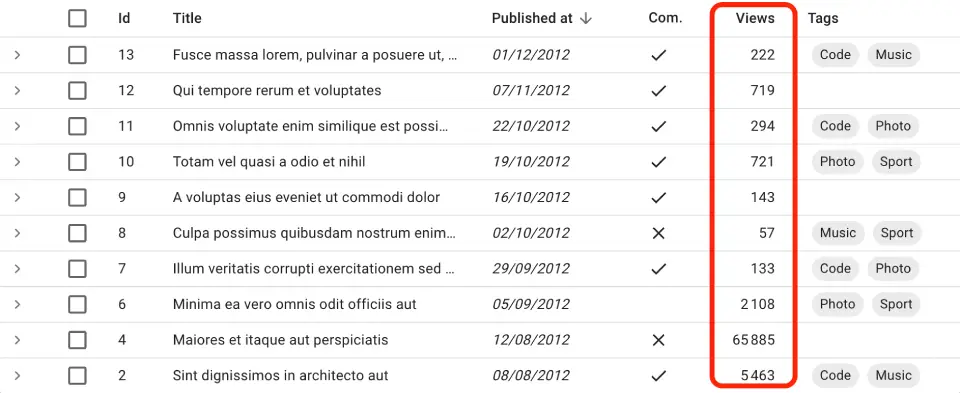 Id Title Published at Com. Views Tags
13 Fusce massa lorem, pulvinar a posuere ut, … 01/12/2012 222 Code Music
12 Qui tempore rerum et voluptates 07/11/2012 719
11 Omnis voluptate enim similique est possi… 22/10/2012 294 Code Photo
10 Totam vel quasi a odio et nihil 19/10/2012 721 Photo Sport
9 A voluptas eius eveniet ut commodi dolor 16/10/2012 143
8 Culpa possimus quibusdam nostrum enim… 02/10/2012 57 Music Sport
7 Illum veritatis corrupti exercitationem sed … 29/09/2012 133 Code Photo
6 Minima ea vero omnis odit officiis aut 05/09/2012 2 108 Photo Sport
4 Maiores et itaque aut perspiciatis 12/08/2012 65 885
2 Sint dignissimos in architecto aut 08/08/2012 5 463 Code Music